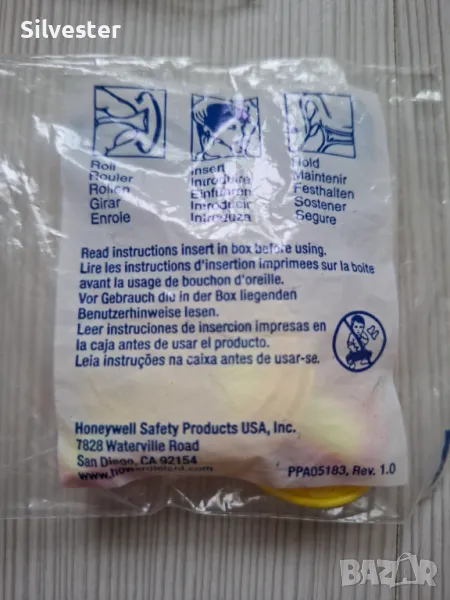 Silvester
Roll
Rouler
Rollen
Girar
Enrole
Insert
Introduire
Einführen
Introducir
Introduza
Hold
Maintenir
Festhalten
Sostener
Segure
Read instructions insert in box before using.
Lire les instructions d'insertion imprimees sur la boite
avant la usage de bouchon d'oreille.
Vor Gebrauch die in der Box liegenden
Benutzerhinweise lesen.
Leer instruciones de insercion impresas en
la caja antes de usar el producto.
Leia instruções na caixa antes de usar-se.
Honeywell Safety Products USA, Inc.
7828 Waterville Road
San Diego, CA 92154
PPA05183, Rev. 1.0
BAZAR